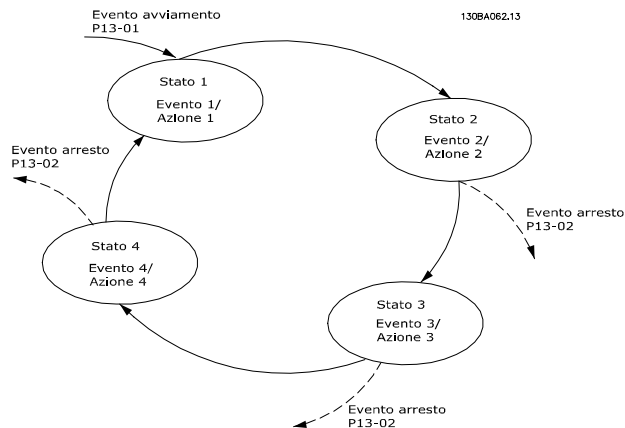 Evento avviamento
P13-01
130BA062.13
Stato 1
Evento 1/
Azione 1
Stato 2
Evento 2/
Azione 2
Evento arresto
P13-02
Evento arresto
P13-02
Stato 4
Evento 4/
Azione 4
Stato 3
Evento 3/
Azione 3
Evento arresto
P13-02